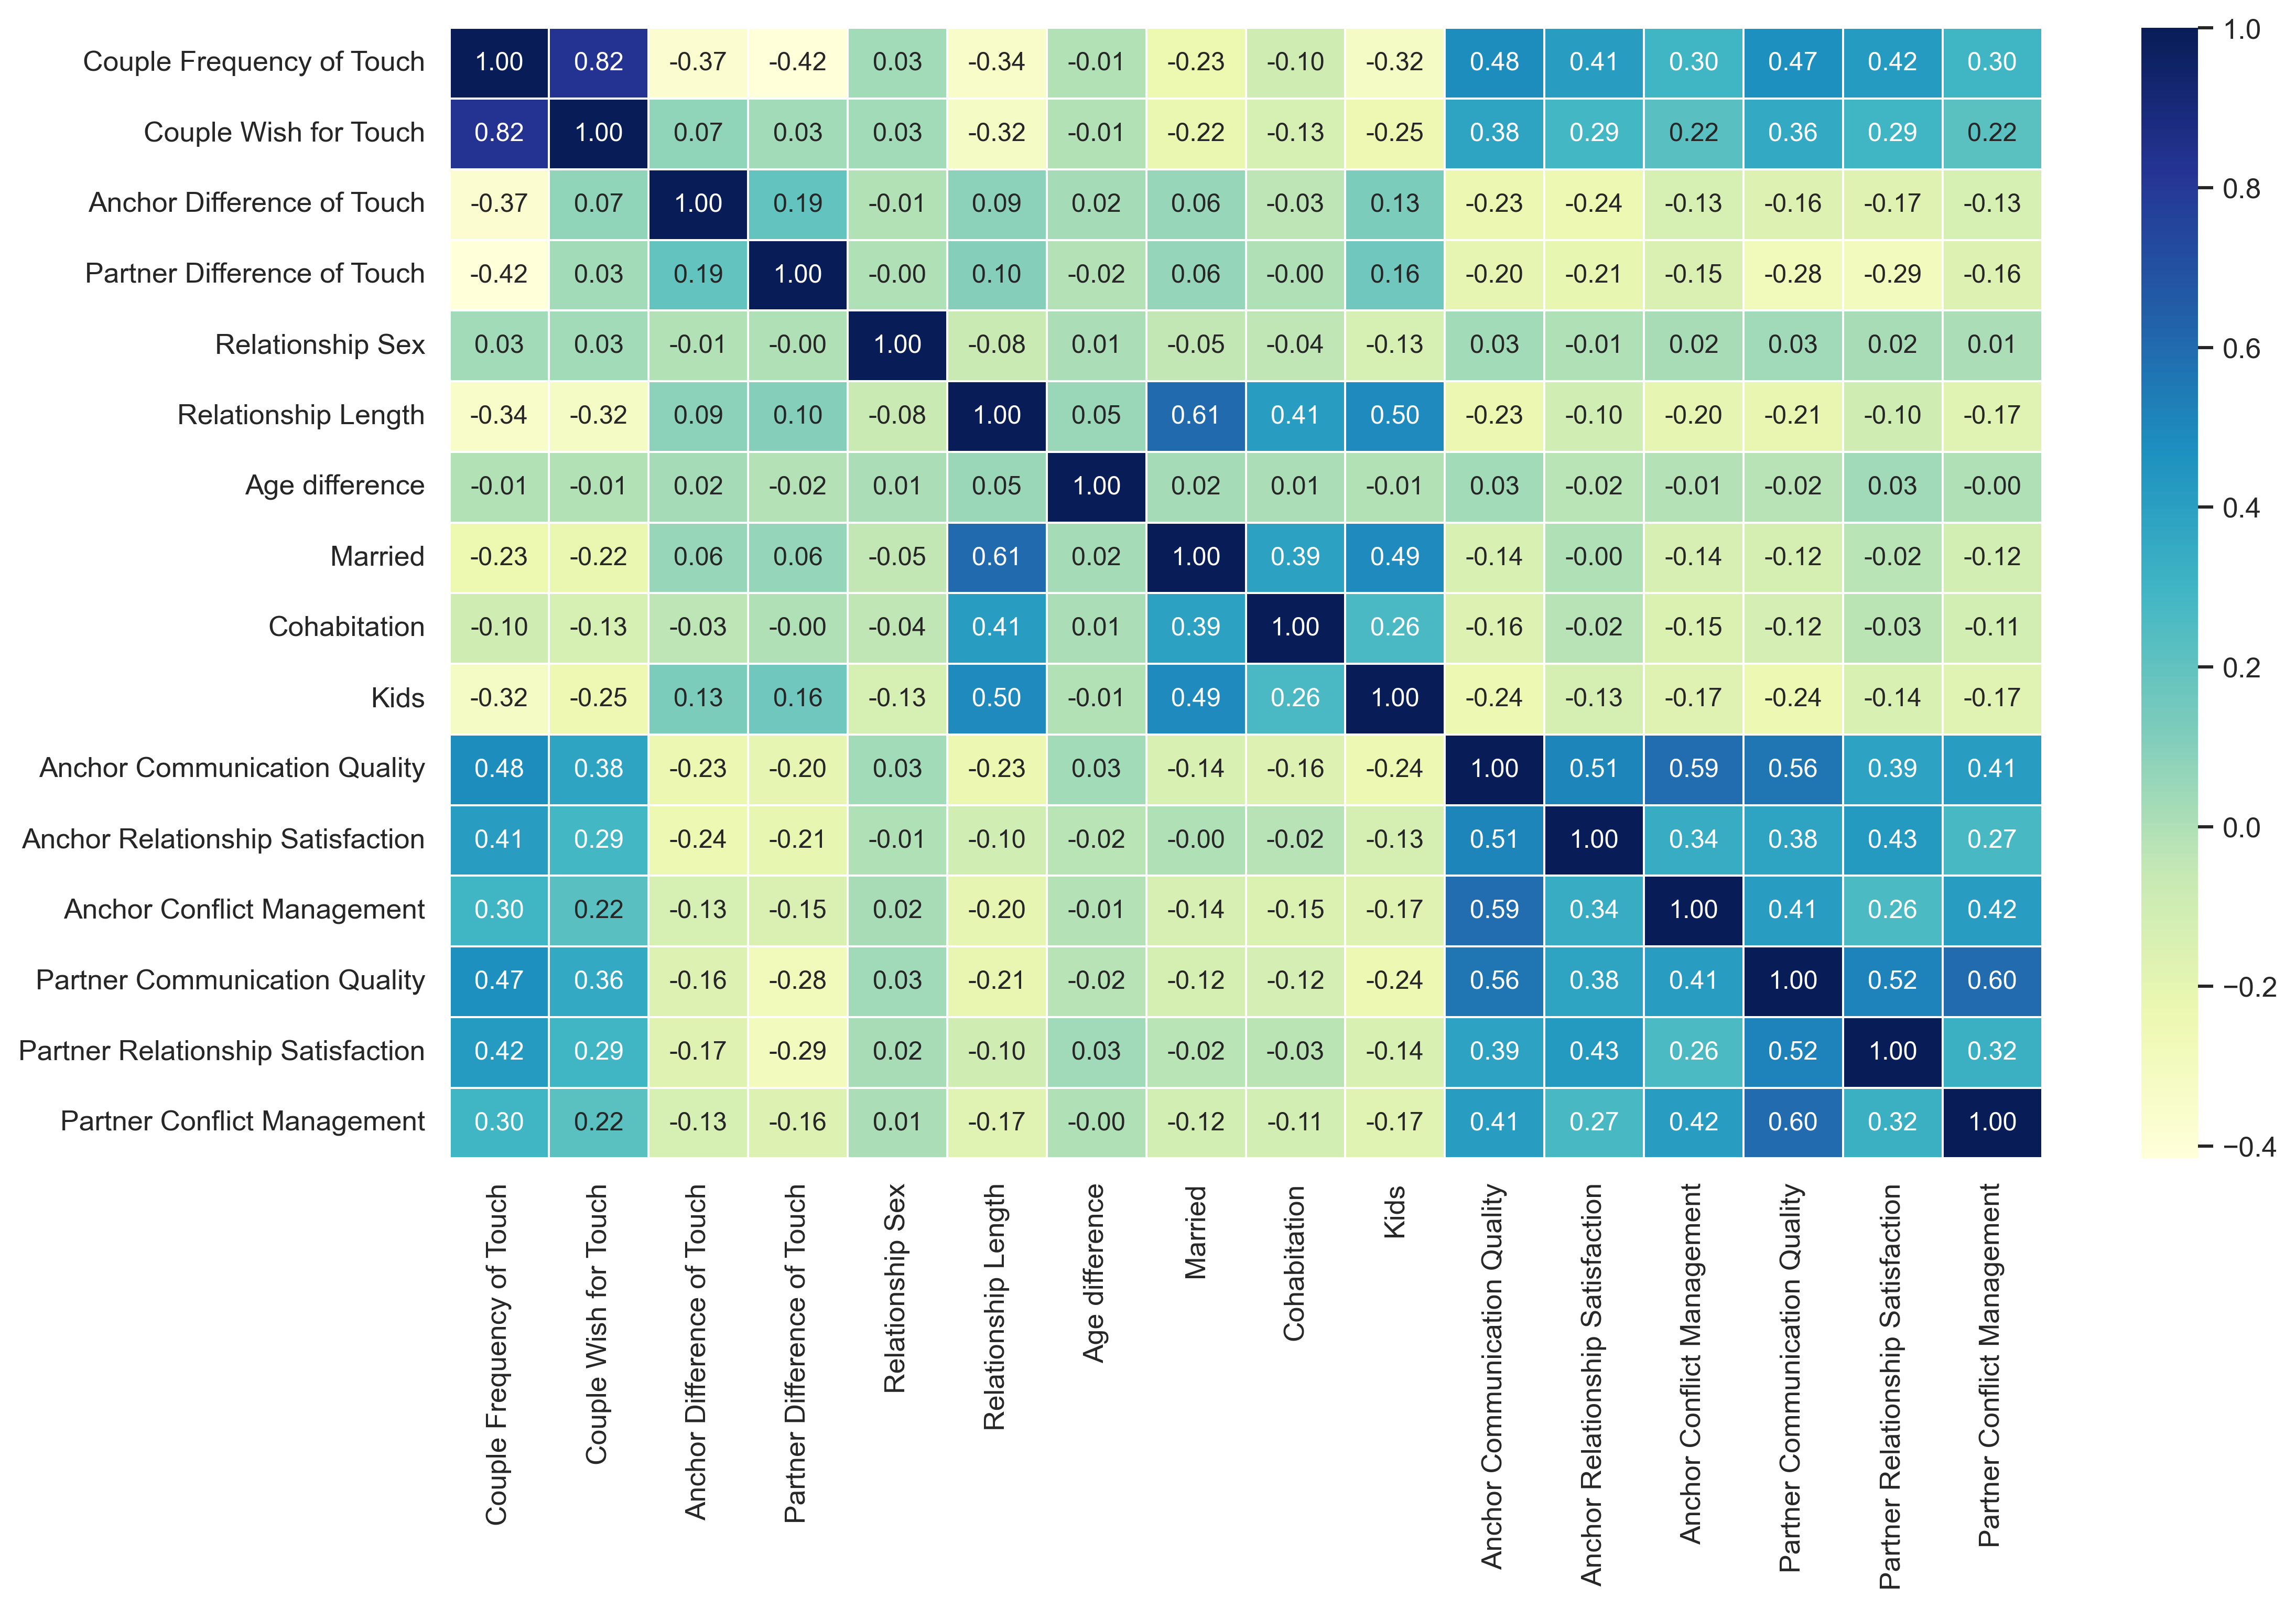 Couple Frequency of Touch 1.00 0.82 -0.37 -0.42 0.03 -0.34 -0.01 -0.23 -0.10 -0.32 0.48 0.41 0.30 0.47 0.42 0.30
Couple Wish for Touch 0.82 1.00 0.07 0.03 0.03 -0.32 -0.01 -0.22 -0.13 -0.25 0.38 0.29 0.22 0.36 0.29 0.22
Anchor Difference of Touch -0.37 0.07 1.00 0.19 -0.01 0.09 0.02 0.06 -0.03 0.13 -0.23 -0.24 -0.13 -0.16 -0.17 -0.13
Partner Difference of Touch -0.42 0.03 0.19 1.00 -0.00 0.10 -0.02 0.06 -0.00 0.16 -0.20 -0.21 -0.15 -0.28 -0.29 -0.16
Relationship Sex 0.03 0.03 -0.01 -0.00 1.00 -0.08 0.01 -0.05 -0.04 -0.13 0.03 -0.01 0.02 0.03 0.02 0.01
Relationship Length -0.34 -0.32 0.09 0.10 -0.08 1.00 0.05 0.61 0.41 0.50 -0.23 -0.10 -0.20 -0.21 -0.10 -0.17
Age difference -0.01 -0.01 0.02 -0.02 0.01 0.05 1.00 0.02 0.01 -0.01 0.03 -0.02 -0.01 -0.02 0.03 -0.00
Married -0.23 -0.22 0.06 0.06 -0.05 0.61 0.02 1.00 0.39 0.49 -0.14 -0.00 -0.14 -0.12 -0.02 -0.12
Cohabitation -0.10 -0.13 -0.03 -0.00 -0.04 0.41 0.01 0.39 1.00 0.26 -0.16 -0.02 -0.15 -0.12 -0.03 -0.11
Kids -0.32 -0.25 0.13 0.16 -0.13 0.50 -0.01 0.49 0.26 1.00 -0.24 -0.13 -0.17 -0.24 -0.14 -0.17
Anchor Communication Quality 0.48 0.38 -0.23 -0.20 0.03 -0.23 0.03 -0.14 -0.16 -0.24 1.00 0.51 0.59 0.56 0.39 0.41
Anchor Relationship Satisfaction 0.41 0.29 -0.24 -0.21 -0.01 -0.10 -0.02 -0.00 -0.02 -0.13 0.51 1.00 0.34 0.38 0.43 0.27
Anchor Conflict Management 0.30 0.22 -0.13 -0.15 0.02 -0.20 -0.01 -0.14 -0.15 -0.17 0.59 0.34 1.00 0.41 0.26 0.42
Partner Communication Quality 0.47 0.36 -0.16 -0.28 0.03 -0.21 -0.02 -0.12 -0.12 -0.24 0.56 0.38 0.41 1.00 0.52 0.60
Partner Relationship Satisfaction 0.42 0.29 -0.17 -0.29 0.02 -0.10 0.03 -0.02 -0.03 -0.14 0.39 0.43 0.26 0.52 1.00 0.32
Partner Conflict Management 0.30 0.22 -0.13 -0.16 0.01 -0.17 -0.00 -0.12 -0.11 -0.17 0.41 0.27 0.42 0.60 0.32 1.00
Couple Frequency of Touch
Couple Wish for Touch
Anchor Difference of Touch
Partner Difference of Touch
Relationship Sex
Relationship Length
Age difference
Married
Cohabitation
Kids
Anchor Communication Quality
Anchor Relationship Satisfaction
Anchor Conflict Management
Partner Communication Quality
Partner Relationship Satisfaction
Partner Conflict Management
1.0
0.8
0.6
0.4
0.2
0.0
−0.2
−0.4